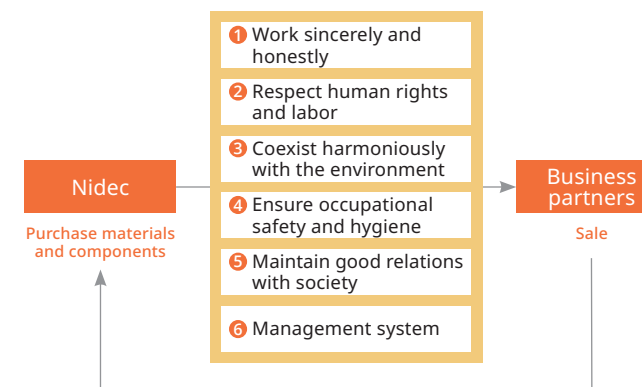 1 Work sincerely and
honestly
2 Respect human rights
and labor
3 Coexist harmoniously
with the environment
Nidec
Business
partners
4 Ensure occupational
safety and hygiene
Purchase materials
and components
Sale
5 Maintain good relations
with society
6 Management system